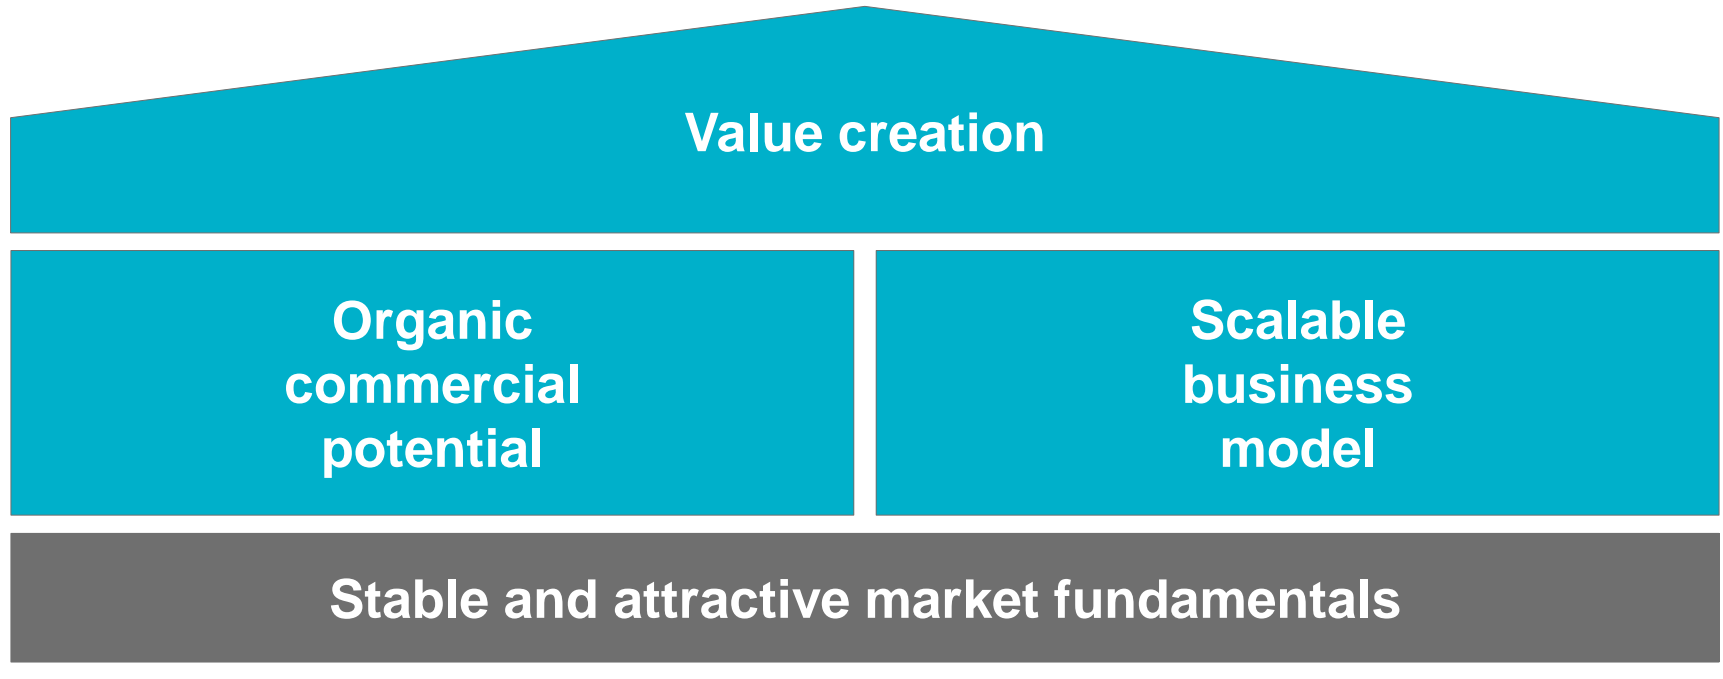 Value creation
Organic
commercial
potential
Scalable
business
model
Stable and attractive market fundamentals